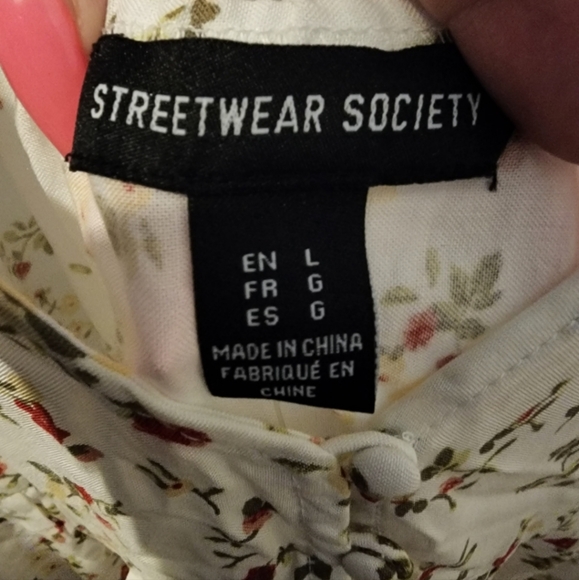 STREETWEAR SOCIETY
EN L
FR G
ES G
MADE IN CHINA
FABRIQUÉ EN
CHINE